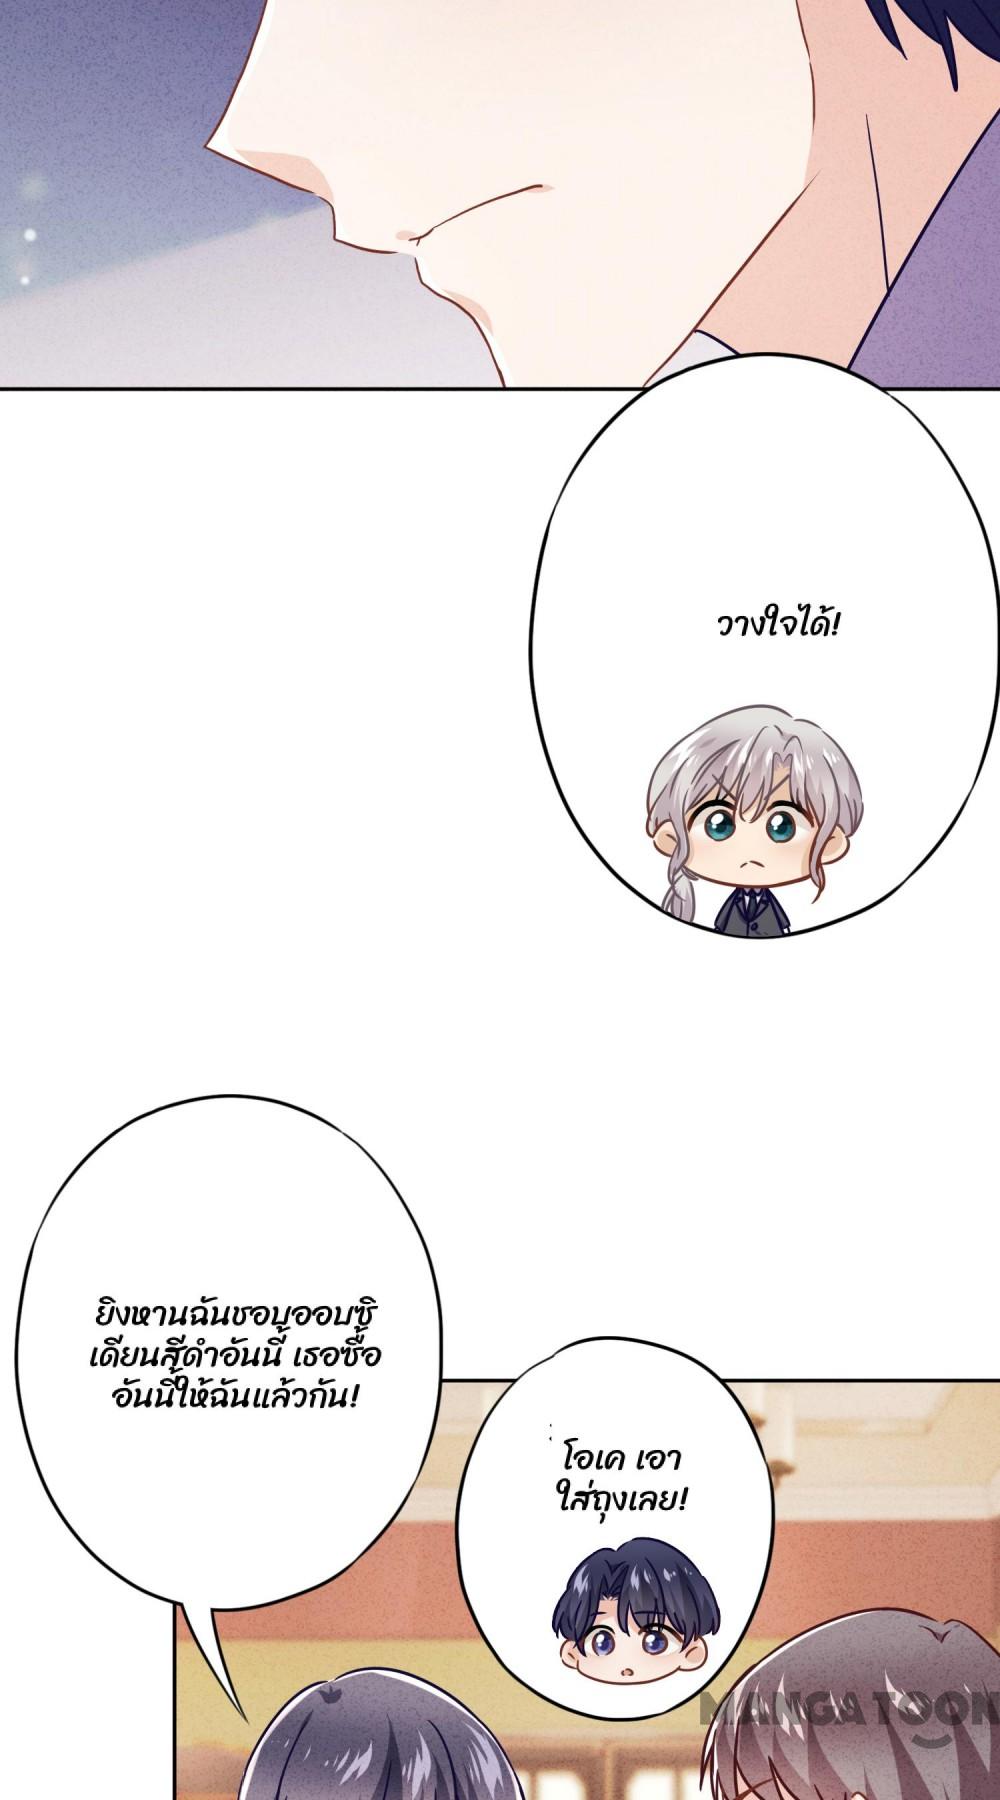 วางใจได้!
ยิงหานฉันชอบออบซิ
เดียนสีดำอันนี้ เธอซื้อ
อันนี้ให้ฉันแล้วกัน!
โอเค เอา
ใส่ถุงเลย!
MANGATOON